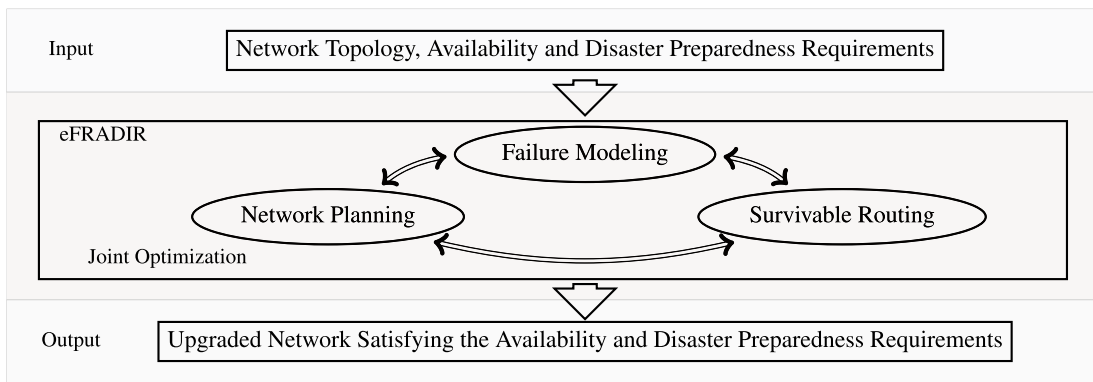 Input
Network Topology, Availability and Disaster Preparedness Requirements
eFRADIR
Failure Modeling
Network Planning
Survivable Routing
Joint Optimization
Output
Upgraded Network Satisfying the Availability and Disaster Preparedness Requirements